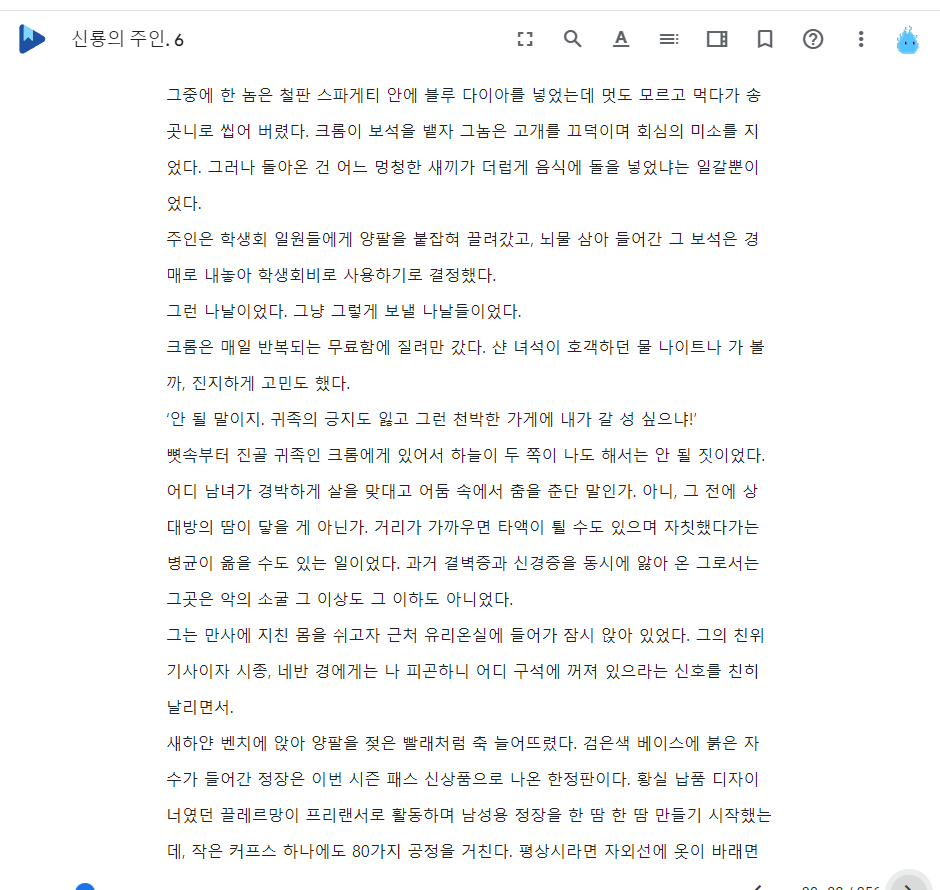 신룡의 주인. 6
그중에 한 놈은 철판 스파게티 안에 블루 다이아를 넣었는데 멋도 모르고 먹다가 송
곳니로 씹어 버렸다. 크롬이 보석을 뱉자 그놈은 고개를 끄덕이며 회심의 미소를 지
었다. 그러나 돌아온 건 어느 멍청한 새끼가 더럽게 음식에 돌을 넣었냐는 일갈뿐이
었다.
주인은 학생회 일원들에게 양팔을 붙잡혀 끌려갔고, 뇌물 삼아 들어간 그 보석은 경
매로 내놓아 학생회비로 사용하기로 결정했다.
그런 나날이었다. 그냥 그렇게 보낼 나날들이었다.
크롬은 매일 반복되는 무료함에 질려만 갔다. 샨 녀석이 호객하던 물 나이트나 가 볼
까, 진지하게 고민도 했다.
‘안 될 말이지. 귀족의 긍지도 잃고 그런 천박한 가게에 내가 갈 성 싶으냐!’
뼛속부터 진골 귀족인 크롬에게 있어서 하늘이 두 쪽이 나도 해서는 안 될 짓이었다.
어디 남녀가 경박하게 살을 맞대고 어둠 속에서 춤을 춘단 말인가. 아니, 그 전에 상
대방의 땀이 닿을 게 아닌가. 거리가 가까우면 타액이 튈 수도 있으며 자칫했다가는
병균이 옮을 수도 있는 일이었다. 과거 결벽증과 신경증을 동시에 앓아 온 그로서는
그곳은 악의 소굴 그 이상도 그 이하도 아니었다.
그는 만사에 지친 몸을 쉬고자 근처 유리온실에 들어가 잠시 앉아 있었다. 그의 친위
기사이자 시종, 네반 경에게는 나 피곤하니 어디 구석에 꺼져 있으라는 신호를 친히
날리면서.
새하얀 벤치에 앉아 양팔을 젖은 빨래처럼 축 늘어뜨렸다. 검은색 베이스에 붉은 자
수가 들어간 정장은 이번 시즌 패스 신상품으로 나온 한정판이다. 황실 납품 디자이
너였던 끌레르망이 프리랜서로 활동하며 남성용 정장을 한 땀 한 땀 만들기 시작했는
데, 작은 커프스 하나에도 80가지 공정을 거친다. 평상시라면 자외선에 옷이 바래면